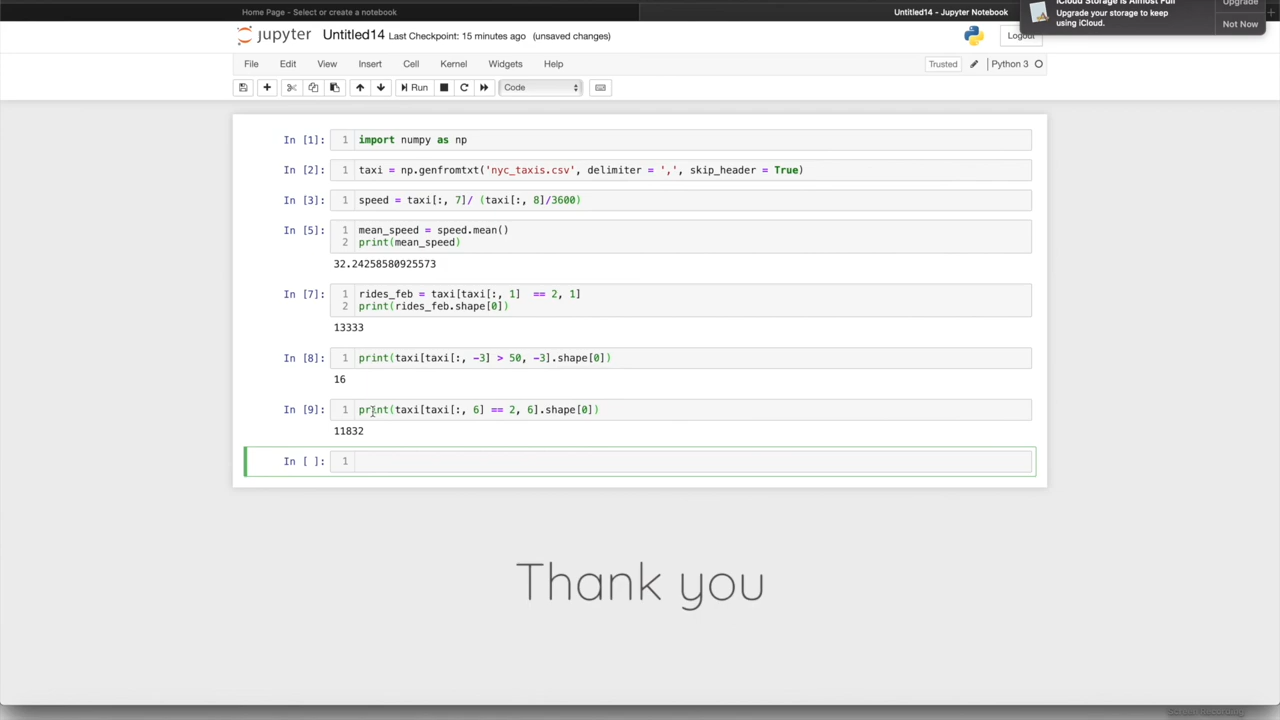 Home Page - Select or create a notebook
Untitled14 - Jupyter Notebook
iCloud Storage Is Almost Full
Upgrade your storage to keep
using iCloud.
Upgrade
Not Now
jupyter Untitled14 Last Checkpoint: 15 minutes ago (unsaved changes)
Logout
File Edit View Insert Cell Kernel Widgets Help
Trusted Python 3
Run Code
In [1]: 1 import numpy as np
In [2]: 1 taxi = np.genfromtxt('nyc_taxis.csv', delimiter = ',', skip_header = True)
In [3]: 1 speed = taxi[:, 7]/ (taxi[:, 8]/3600)
In [5]: 1 mean_speed = speed.mean()
2 print(mean_speed)
32.24258580925573
In [7]: 1 rides_feb = taxi[taxi[:, 1]  == 2, 1]
2 print(rides_feb.shape[0])
13333
In [8]: 1 print(taxi[taxi[:, -3] > 50, -3].shape[0])
16
In [9]: 1 print(taxi[taxi[:, 6] == 2, 6].shape[0])
11832
In [ ]: 1
Thank you
Screen Recording